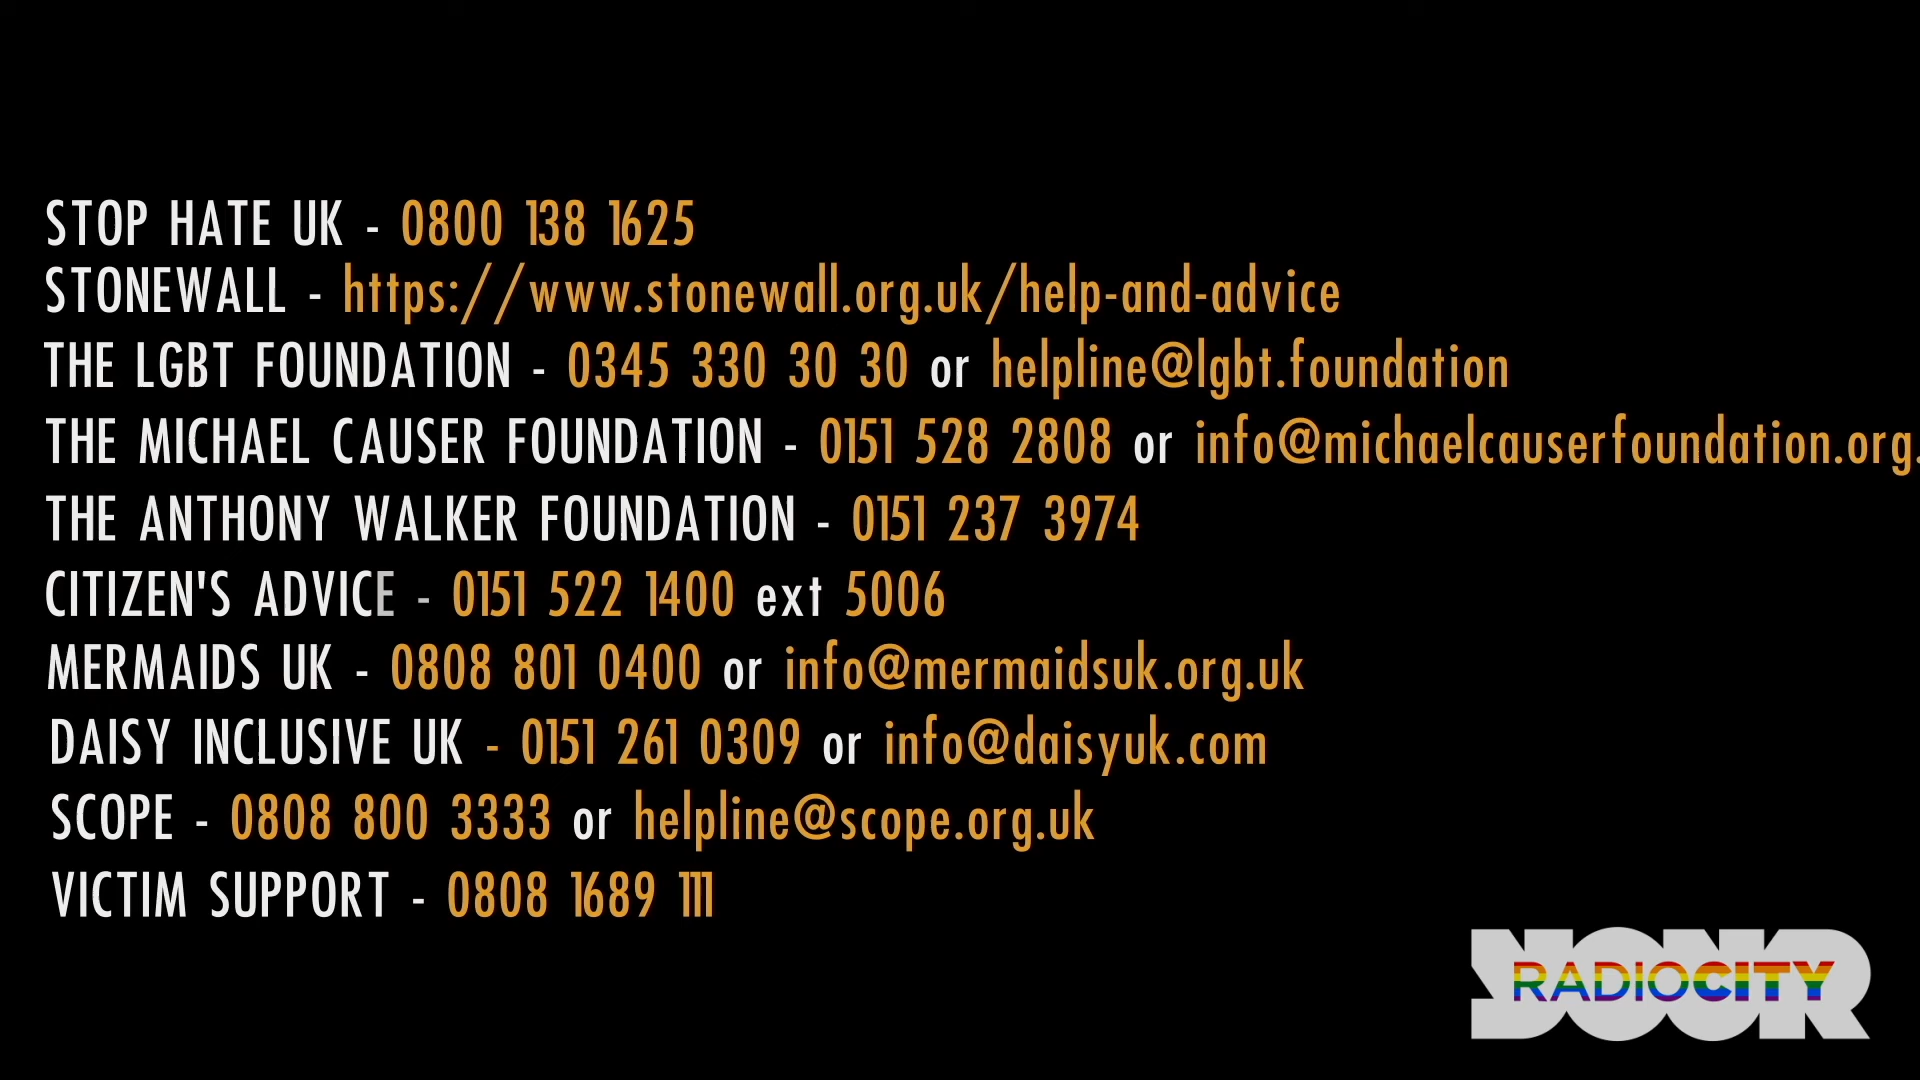 STOP HATE UK - 0800 138 1625
STONEWALL - https://www.stonewall.org.uk/help-and-advice
THE LGBT FOUNDATION - 0345 330 30 30 or helpline@lgbt.foundation
THE MICHAEL CAUSER FOUNDATION - 0151 528 2808 or info@michaelcauserfoundation.org.
THE ANTHONY WALKER FOUNDATION - 0151 237 3974
CITIZEN'S ADVICE - 0151 522 1400 ext 5006
MERMAIDS UK - 0808 801 0400 or info@mermaidsuk.org.uk
DAISY INCLUSIVE UK - 0151 261 0309 or info@daisyuk.com
SCOPE - 0808 800 3333 or helpline@scope.org.uk
VICTIM SUPPORT - 0808 1689 111
YOUR
RADIOCITY